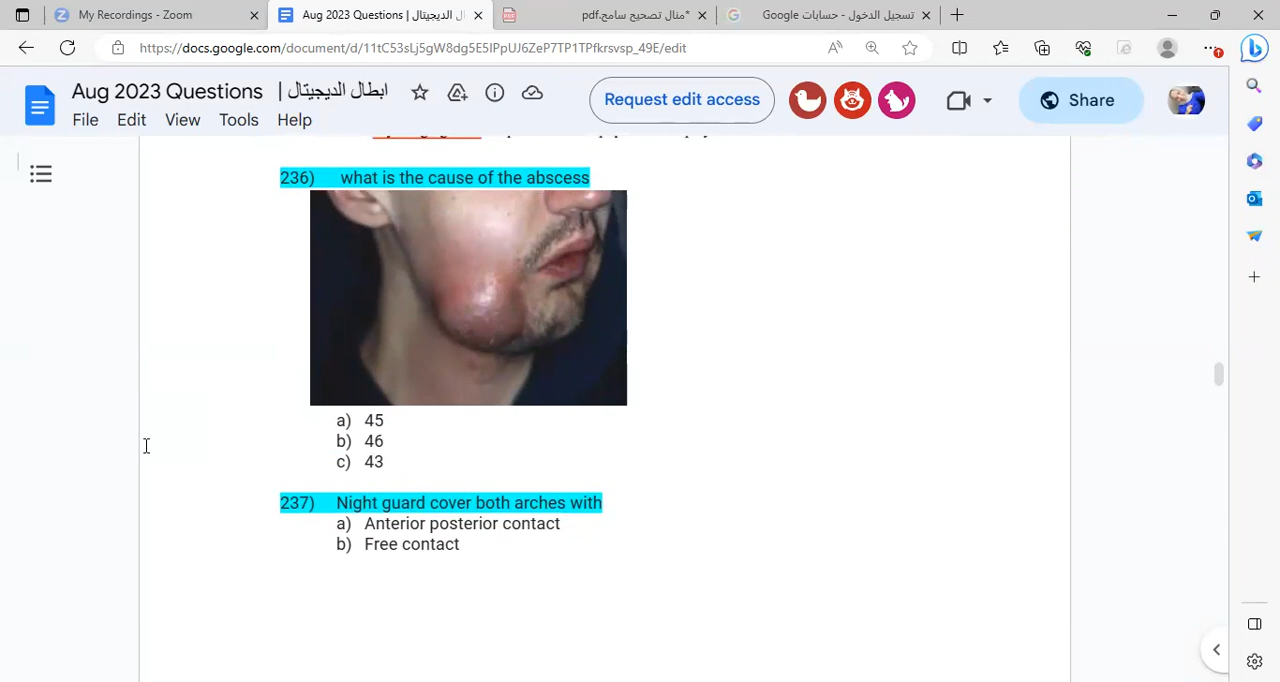 My Recordings - Zoom
Aug 2023 Questions | ابطال الديجيتال
*منال تصحيح سامح.pdf
تسجيل الدخول - حسابات Google
https://docs.google.com/document/d/11tC53sLj5gW8dg5E5IPpUJ6ZeP7TP1TPfkrsvsp_49E/edit
Aug 2023 Questions | ابطال الديجيتال
Request edit access
Share
File Edit View Tools Help
236) what is the cause of the abscess
a) 45
b) 46
c) 43
237) Night guard cover both arches with
a) Anterior posterior contact
b) Free contact